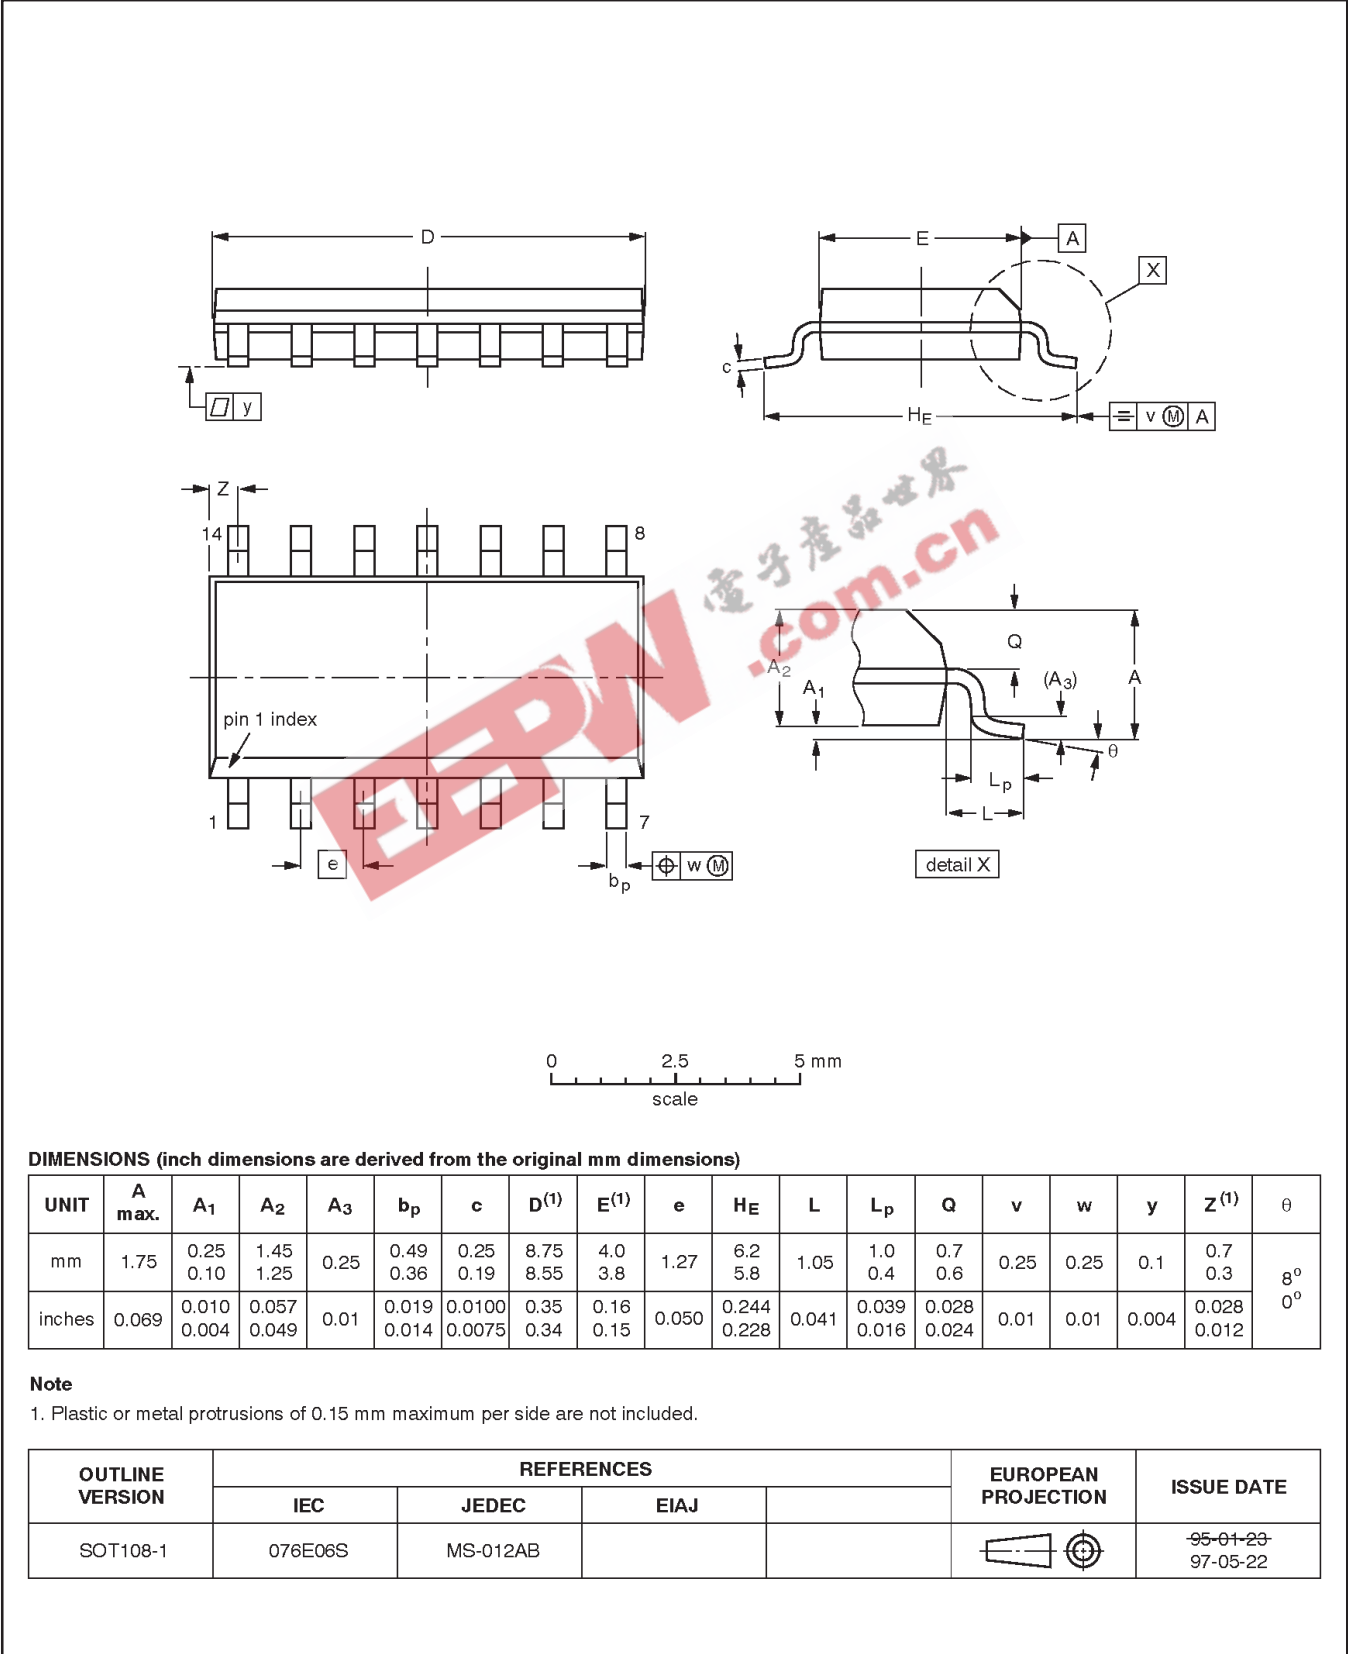 D
E
A
X
c
y
HE
v M A
Z
14
8
電子産品世界
.com.cn
EEPW
Q
A2
A1
(A3)
A
pin 1 index
θ
Lp
L
1
7
e
w M
bp
detail X
0 2.5 5 mm
scale
DIMENSIONS (inch dimensions are derived from the original mm dimensions)
UNIT A max. A1 A2 A3 bp c D(1) E(1) e HE L Lp Q v w y Z(1) θ
mm 1.75 0.25 0.10 1.45 1.25 0.25 0.49 0.36 0.25 0.19 8.75 8.55 4.0 3.8 1.27 6.2 5.8 1.05 1.0 0.4 0.7 0.6 0.25 0.25 0.1 0.7 0.3 8o 0o
inches 0.069 0.010 0.004 0.057 0.049 0.01 0.019 0.014 0.0100 0.0075 0.35 0.34 0.16 0.15 0.050 0.244 0.228 0.041 0.039 0.016 0.028 0.024 0.01 0.01 0.004 0.028 0.012
Note
1. Plastic or metal protrusions of 0.15 mm maximum per side are not included.
OUTLINE VERSION REFERENCES EUROPEAN PROJECTION ISSUE DATE
IEC JEDEC EIAJ
SOT108-1 076E06S MS-012AB 95-01-23
97-05-22